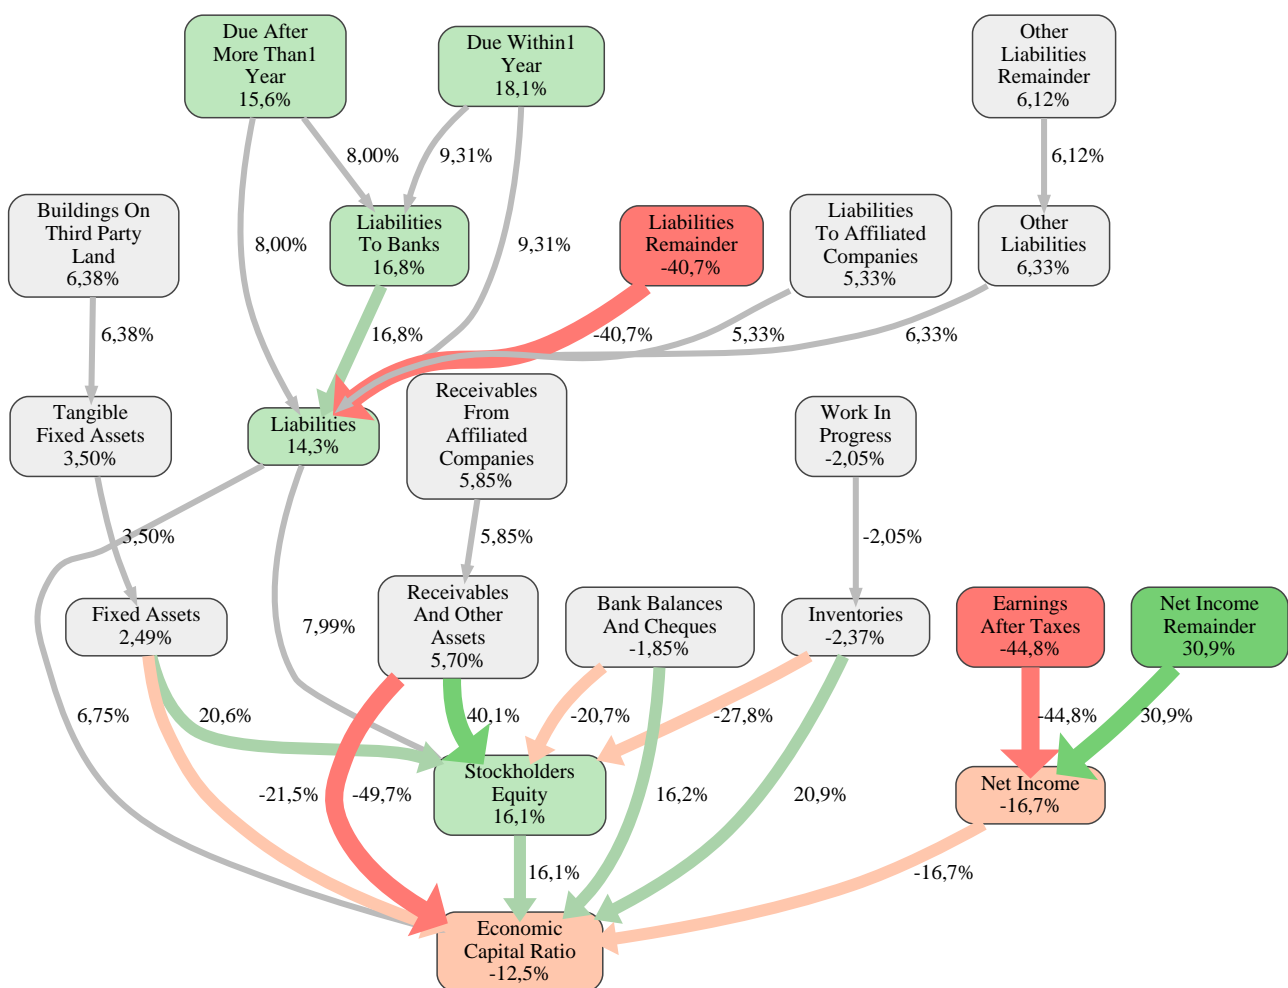 Due After
More Than1
Year
15,6%
Due Within1
Year
18,1%
Other
Liabilities
Remainder
6,12%
8,00%
9,31%
6,12%
Buildings On
Third Party
Land
6,38%
Liabilities
To Banks
16,8%
Liabilities
Remainder
-40,7%
Liabilities
To Affiliated
Companies
5,33%
Other
Liabilities
6,33%
8,00%
9,31%
6,38%
16,8%
-40,7%
5,33%
6,33%
Tangible
Fixed Assets
3,50%
Liabilities
14,3%
Receivables
From
Affiliated
Companies
5,85%
Work In
Progress
-2,05%
3,50%
5,85%
-2,05%
Fixed Assets
2,49%
7,99%
Receivables
And Other
Assets
5,70%
Bank Balances
And Cheques
-1,85%
Inventories
-2,37%
Earnings
After Taxes
-44,8%
Net Income
Remainder
30,9%
6,75%
20,6%
40,1%
-20,7%
-27,8%
-44,8%
30,9%
-21,5%
-49,7%
Stockholders
Equity
16,1%
16,2%
20,9%
Net Income
-16,7%
16,1%
-16,7%
Economic
Capital Ratio
-12,5%